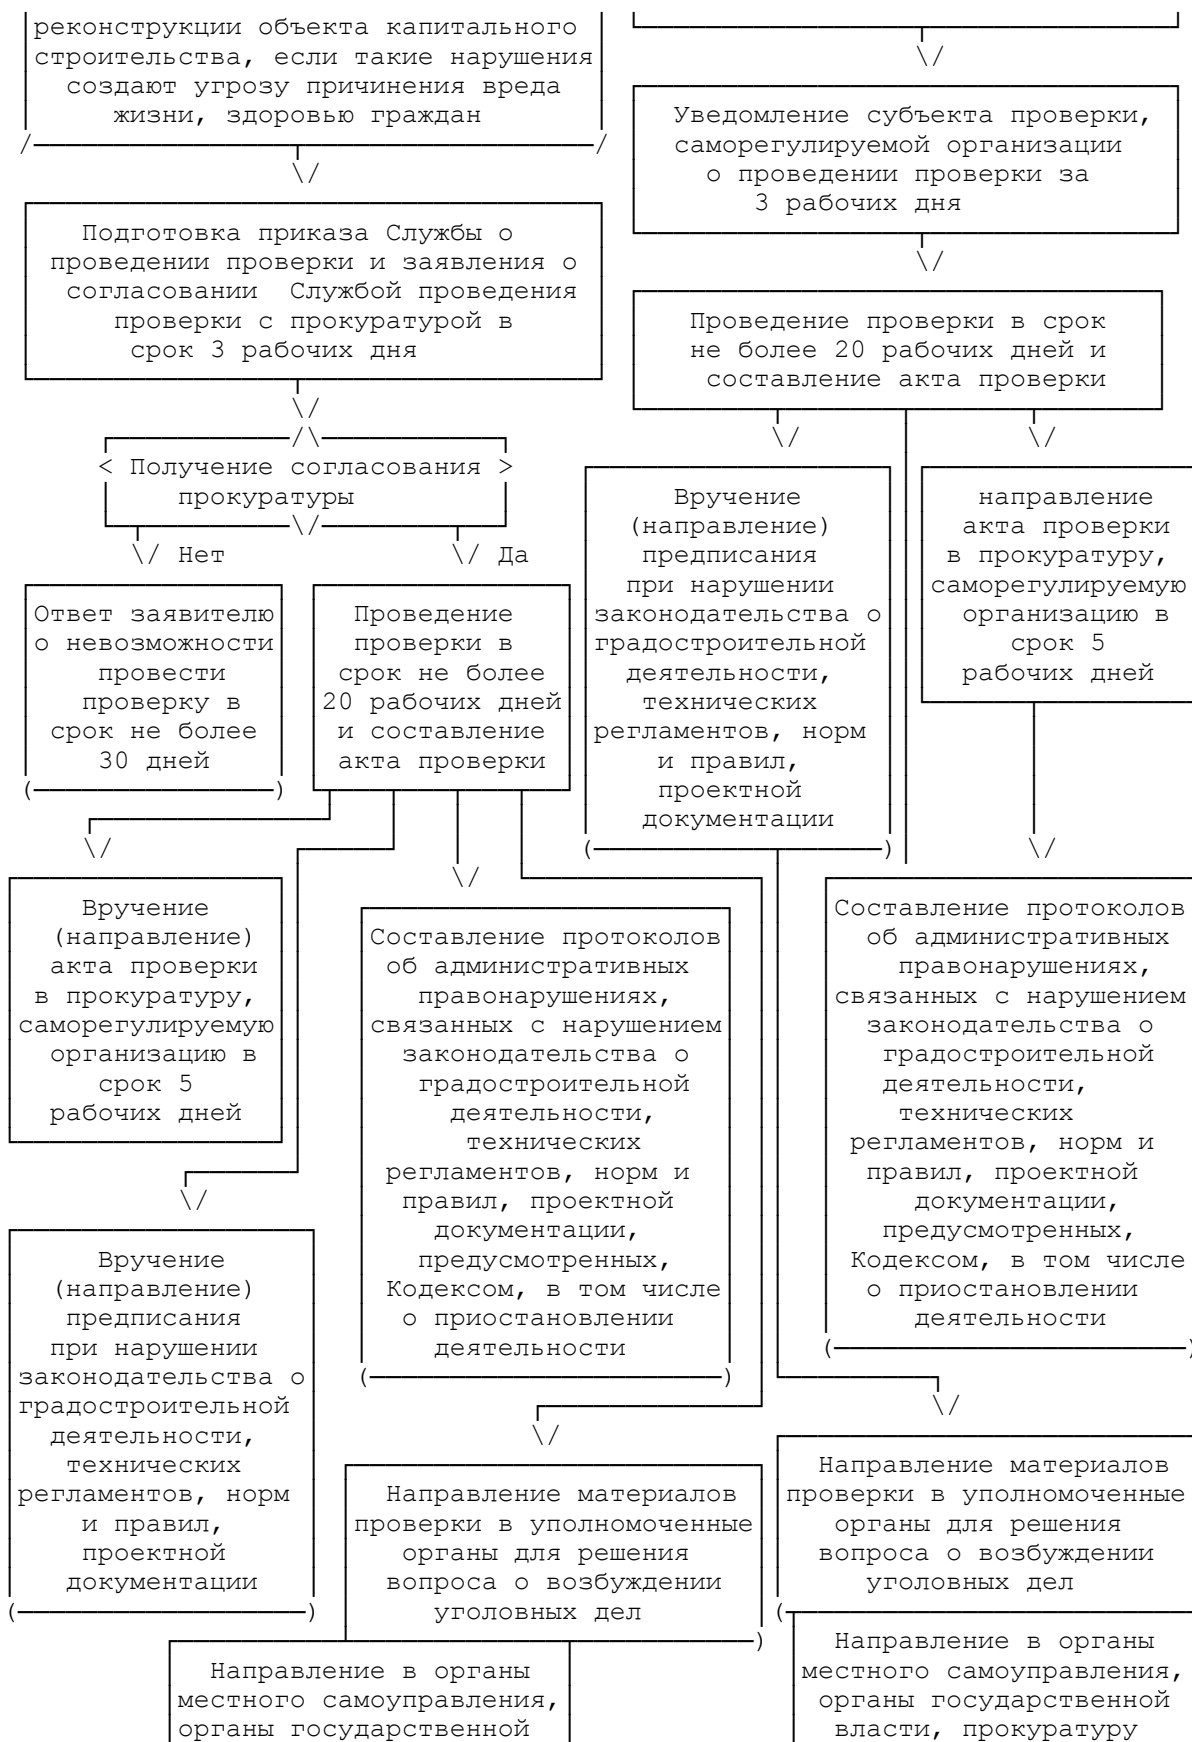 реконструкции объекта капитального
строительства, если такие нарушения
создают угрозу причинения вреда
жизни, здоровью граждан
Уведомление субъекта проверки,
саморегулируемой организации
о проведении проверки за
3 рабочих дня
Подготовка приказа Службы о
проведении проверки и заявления о
согласовании Службой проведения
проверки с прокуратурой в
срок 3 рабочих дня
Проведение проверки в срок
не более 20 рабочих дней и
составление акта проверки
< Получение согласования >
прокуратуры
Нет
Да
Вручение
(направление)
предписания
при нарушении
законодательства о
градостроительной
деятельности,
технических
регламентов, норм
и правил,
проектной
документации
направление
акта проверки
в прокуратуру,
саморегулируемую
организацию в
срок 5
рабочих дней
Ответ заявителю
о невозможности
провести
проверку в
срок не более
30 дней
Проведение
проверки в
срок не более
20 рабочих дней
и составление
акта проверки
Вручение
(направление)
акта проверки
в прокуратуру,
саморегулируемую
организацию в
срок 5
рабочих дней
Составление протоколов
об административных
правонарушениях,
связанных с нарушением
законодательства о
градостроительной
деятельности,
технических
регламентов, норм и
правил, проектной
документации,
предусмотренных,
Кодексом, в том числе
о приостановлении
деятельности
Составление протоколов
об административных
правонарушениях,
связанных с нарушением
законодательства о
градостроительной
деятельности,
технических
регламентов, норм и
правил, проектной
документации,
предусмотренных,
Кодексом, в том числе
о приостановлении
деятельности
Вручение
(направление)
предписания
при нарушении
законодательства о
градостроительной
деятельности,
технических
регламентов, норм
и правил,
проектной
документации
Направление материалов
проверки в уполномоченные
органы для решения
вопроса о возбуждении
уголовных дел
Направление материалов
проверки в уполномоченные
органы для решения
вопроса о возбуждении
уголовных дел
Направление в органы
местного самоуправления,
органы государственной
Направление в органы
местного самоуправления,
органы государственной
власти, прокуратуру